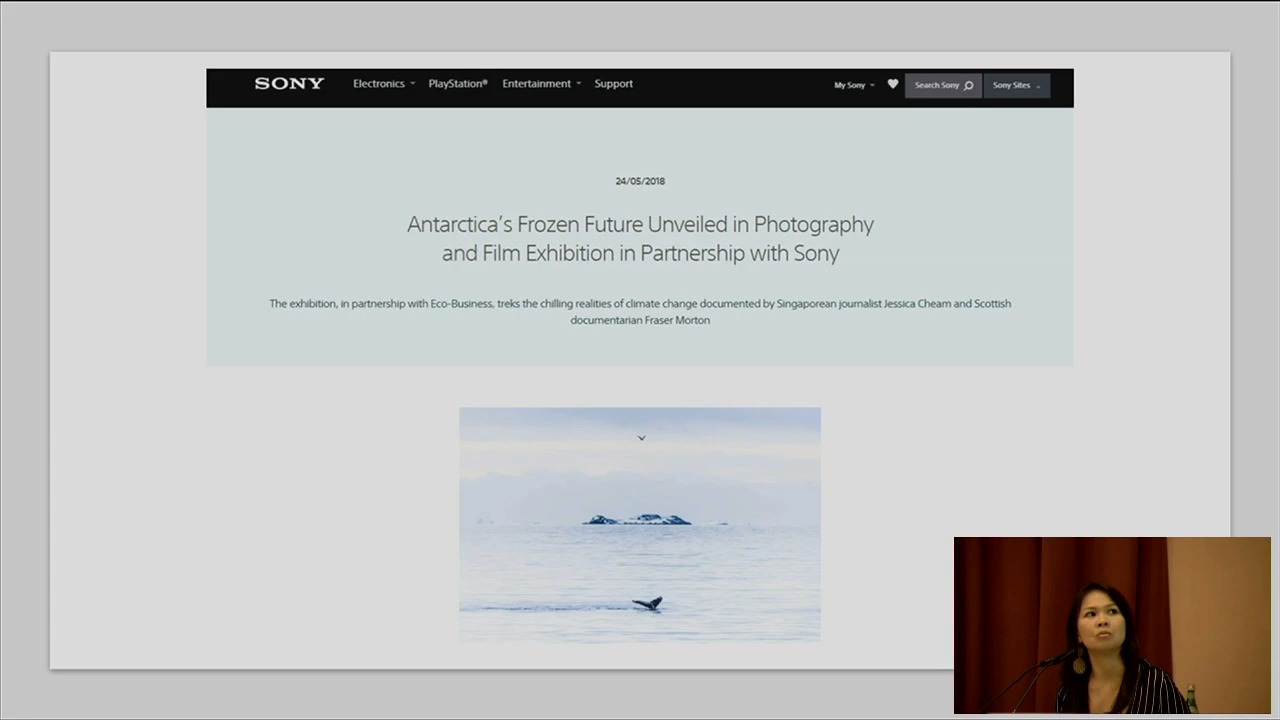 SONY Electronics PlayStation® Entertainment Support My Sony Search Sony Sony Sites
24/05/2018
Antarctica's Frozen Future Unveiled in Photography
and Film Exhibition in Partnership with Sony
The exhibition, in partnership with Eco-Business, treks the chilling realities of climate change documented by Singaporean journalist Jessica Cheam and Scottish
documentarian Fraser Morton